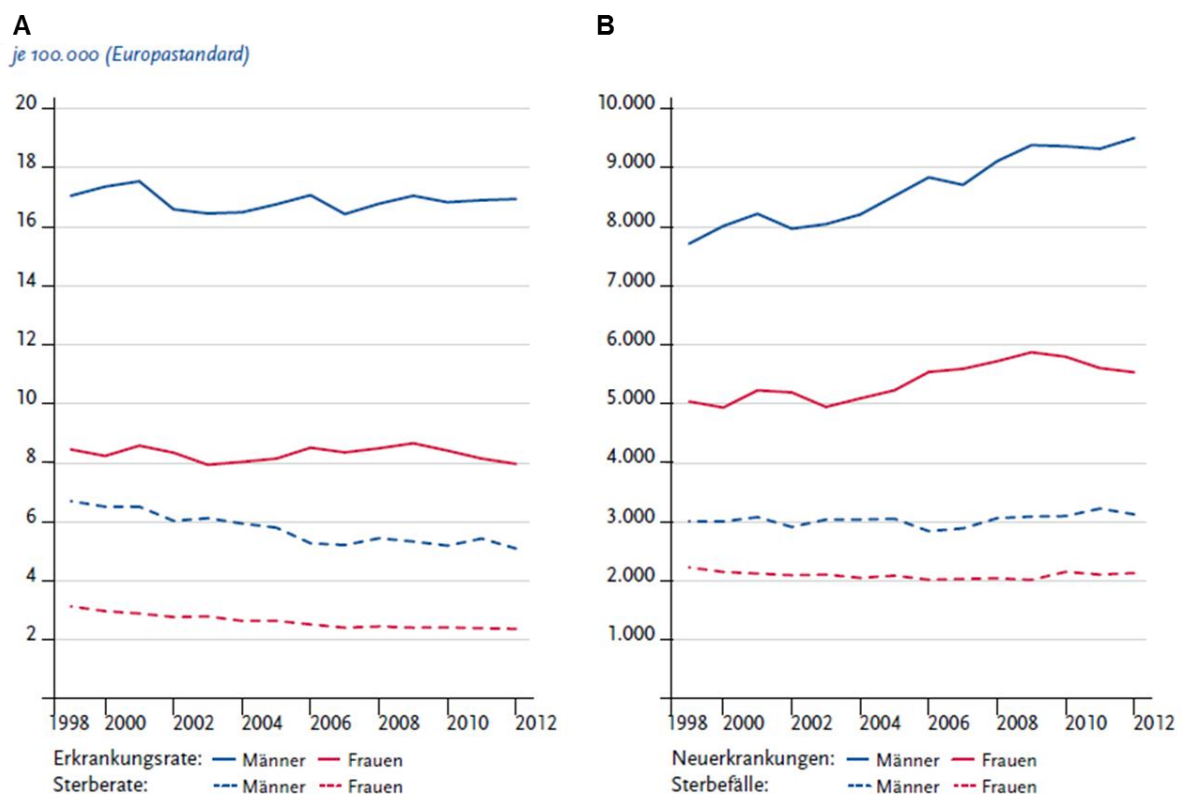 A
je 100.000 (Europastandard)
20
18
16
14
12
10
8
6
4
2
1998 2000 2002 2004 2006 2008 2010 2012
Erkrankungsrate: Männer Frauen
Sterberate: Männer Frauen
B
10.000
9.000
8.000
7.000
6.000
5.000
4.000
3.000
2.000
1.000
1998 2000 2002 2004 2006 2008 2010 2012
Neuerkrankungen: Männer Frauen
Sterbefälle: Männer Frauen